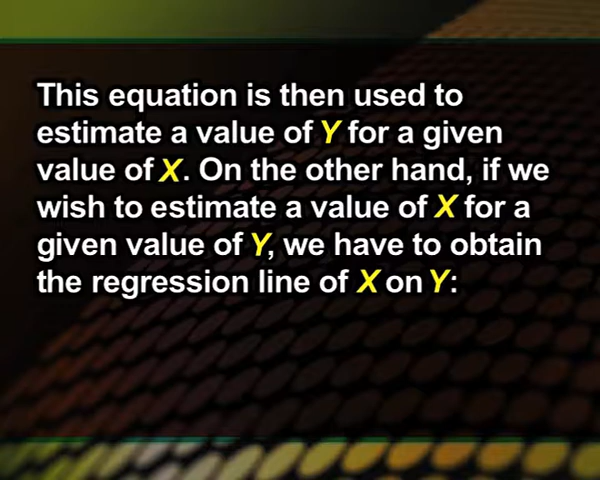 This equation is then used to
estimate a value of Y for a given
value of X. On the other hand, if we
wish to estimate a value of X for a
given value of Y, we have to obtain
the regression line of X on Y: